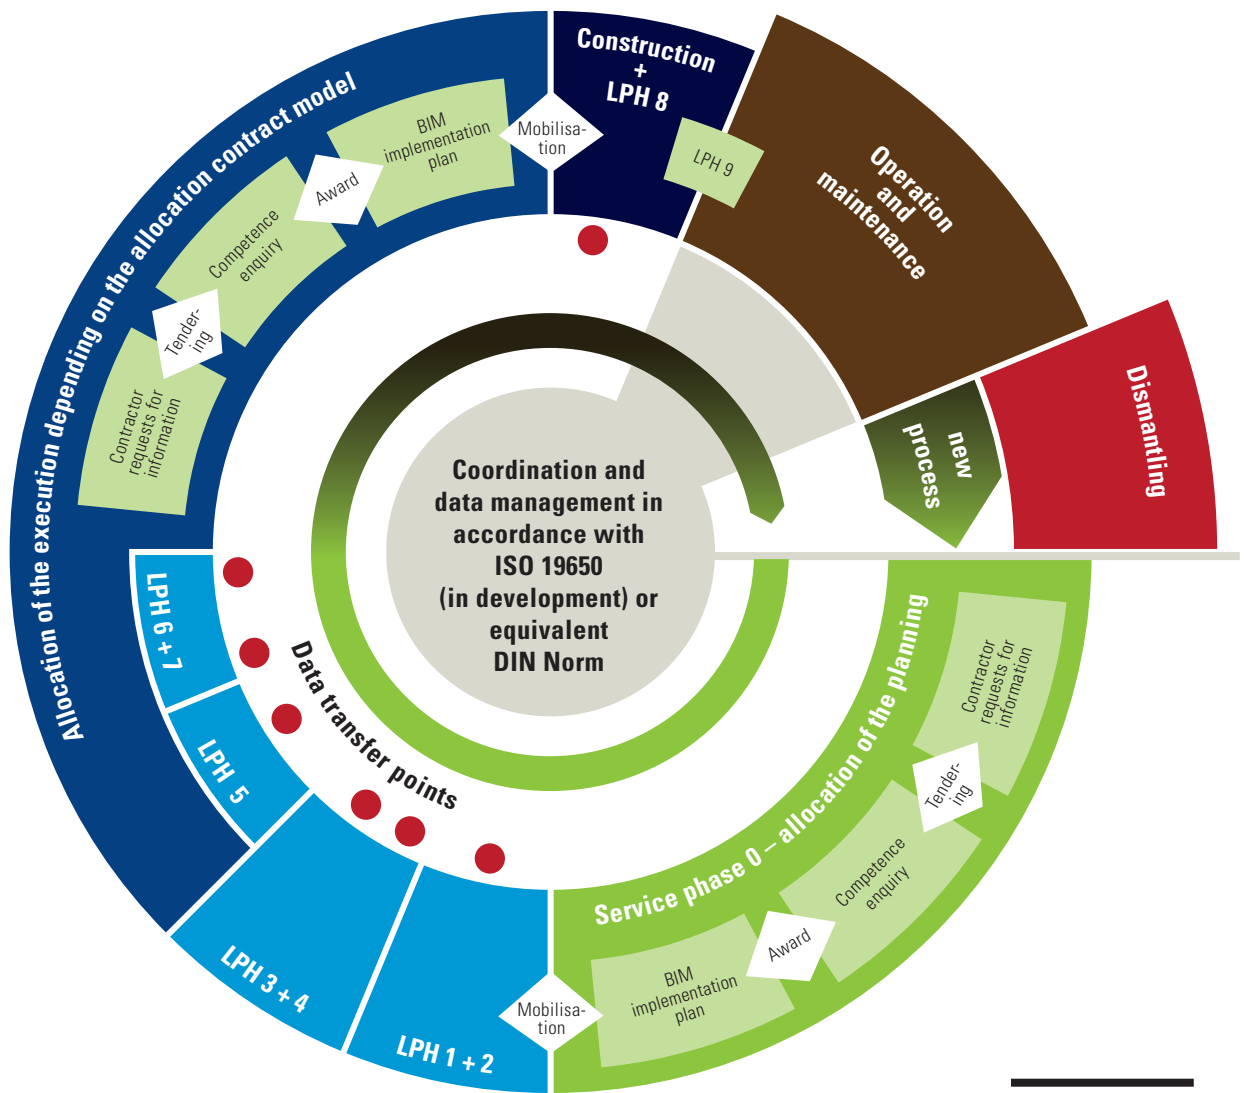 Construction
+
LPH 8
LPH 9
Operation
and
maintenance
Dismantling
new
process
Allocation of the execution depending on the allocation contract model
Mobilisa-
tion
BIM
implementation
plan
Award
Competence
enquiry
Tender-
ing
Contractor
requests for
information
Coordination and
data management in
accordance with
ISO 19650
(in development) or
equivalent
DIN Norm
Data transfer points
LPH 6 + 7
LPH 5
LPH 3 + 4
LPH 1 + 2
Service phase 0 – allocation of the planning
Contractor
requests for
information
Tender-
ing
Competence
enquiry
Award
BIM
implementation
plan
Mobilisa-
tion